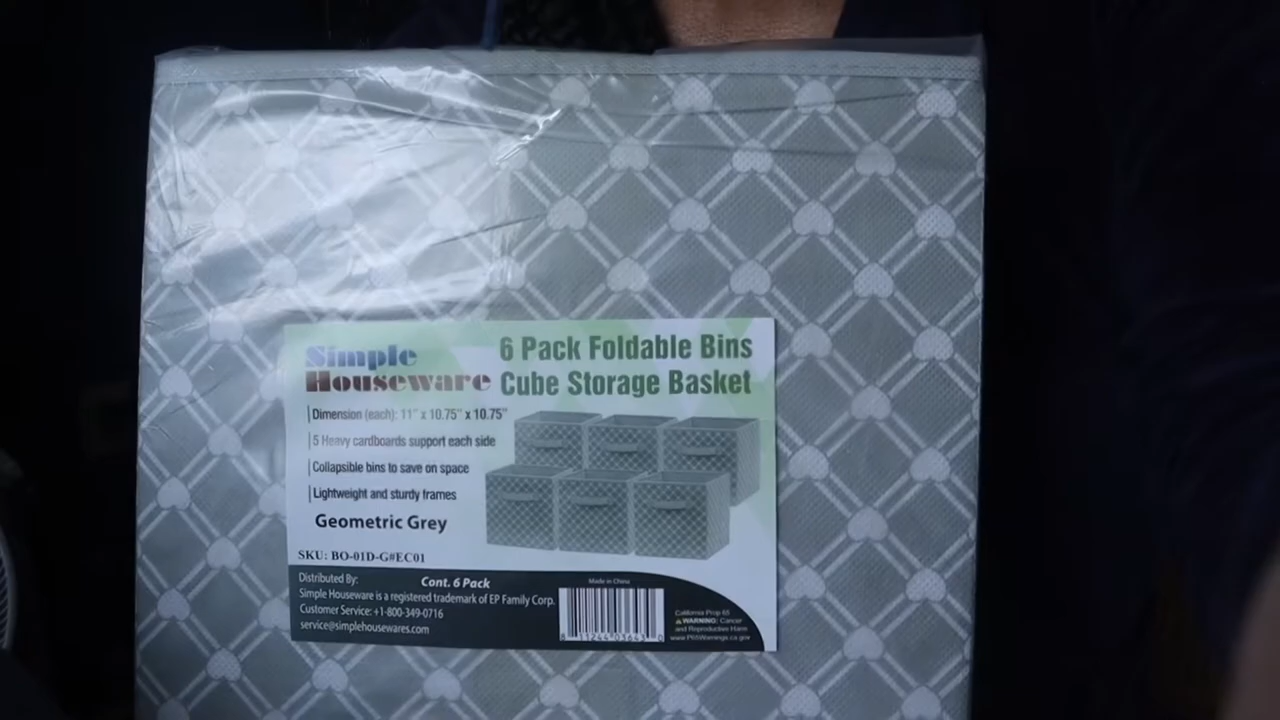 Simple
Houseware
6 Pack Foldable Bins
Cube Storage Basket
Dimension (each): 11" x 10.75" x 10.75"
5 Heavy cardboards support each side
Collapsible bins to save on space
Lightweight and sturdy frames
Geometric Grey
SKU: BO-01D-G#EC01
Distributed By:
Cont. 6 Pack
Simple Houseware is a registered trademark of EP Family Corp.
Customer Service: +1-800-349-0716
service@simplehousewares.com
Made in China
6 11244 03643 0
California Prop 65
⚠WARNING: Cancer
and Reproductive Harm
www.P65Warnings.ca.gov